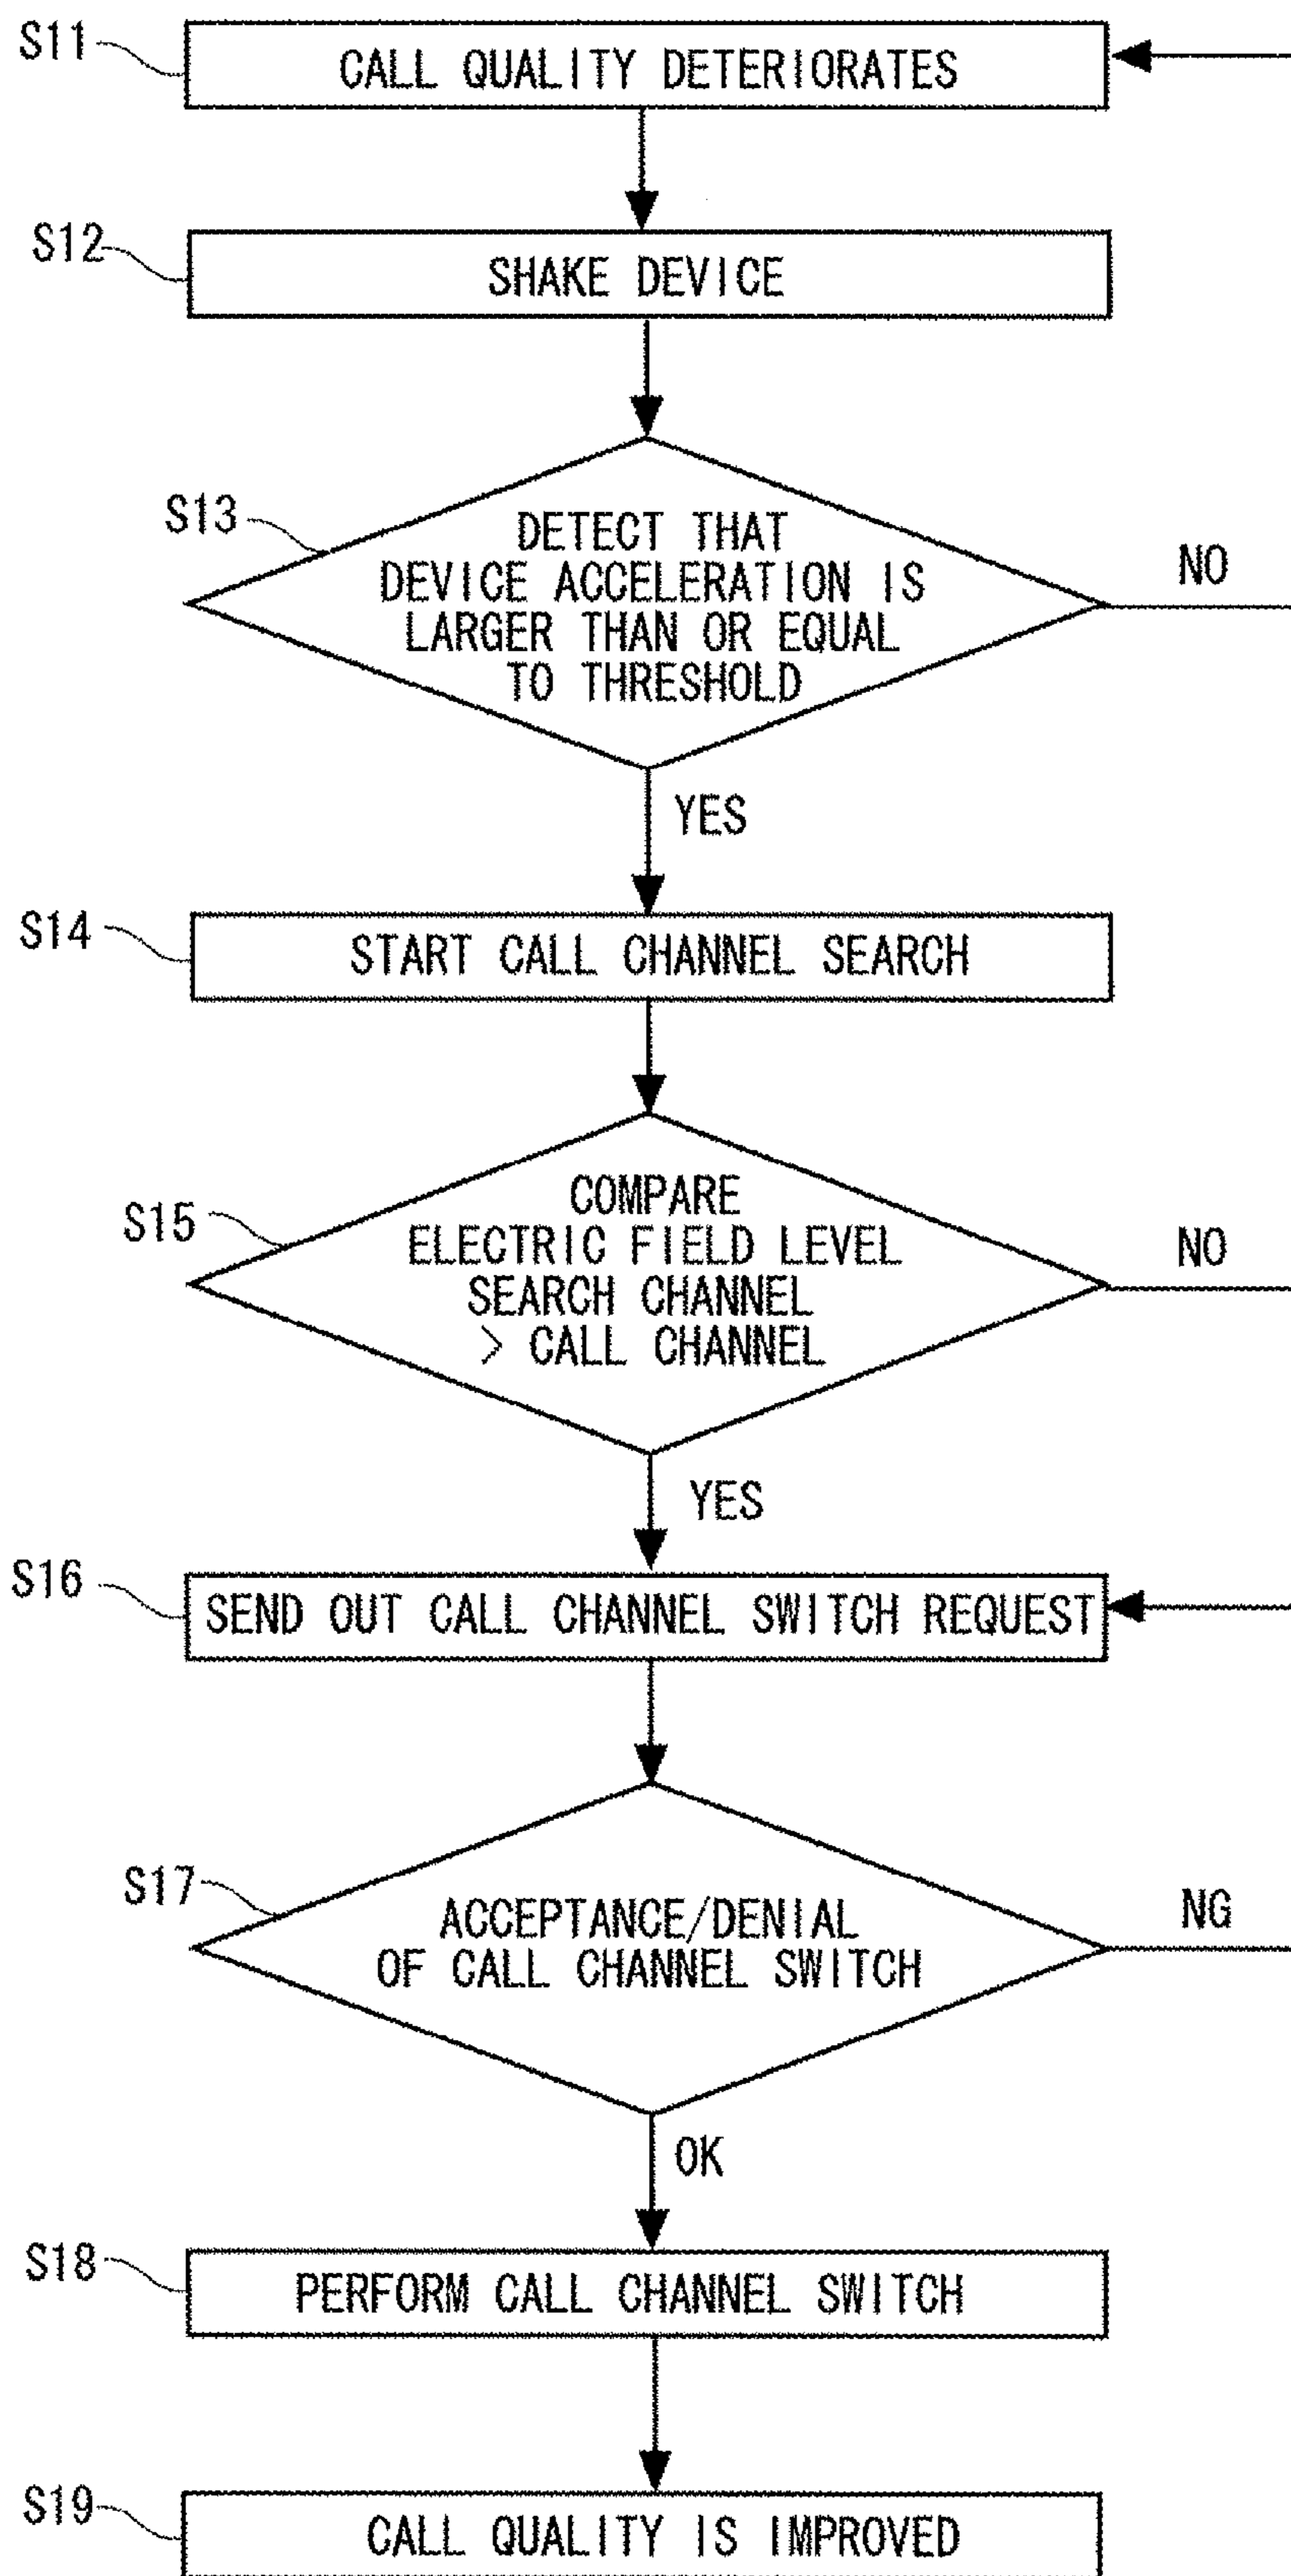 S11
CALL QUALITY DETERIORATES
S12
SHAKE DEVICE
S13
DETECT THAT
DEVICE ACCELERATION IS
LARGER THAN OR EQUAL
TO THRESHOLD
NO
YES
S14
START CALL CHANNEL SEARCH
S15
COMPARE
ELECTRIC FIELD LEVEL
SEARCH CHANNEL
> CALL CHANNEL
NO
YES
S16
SEND OUT CALL CHANNEL SWITCH REQUEST
S17
ACCEPTANCE/DENIAL
OF CALL CHANNEL SWITCH
NG
OK
S18
PERFORM CALL CHANNEL SWITCH
S19
CALL QUALITY IS IMPROVED